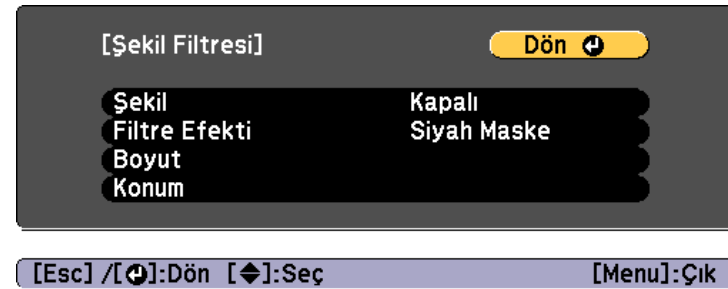 [Şekil Filtresi] Dön
Şekil Kapalı
Filtre Efekti Siyah Maske
Boyut
Konum
[Esc] /[⏎]:Dön [◆]:Seç [Menu]:Çık